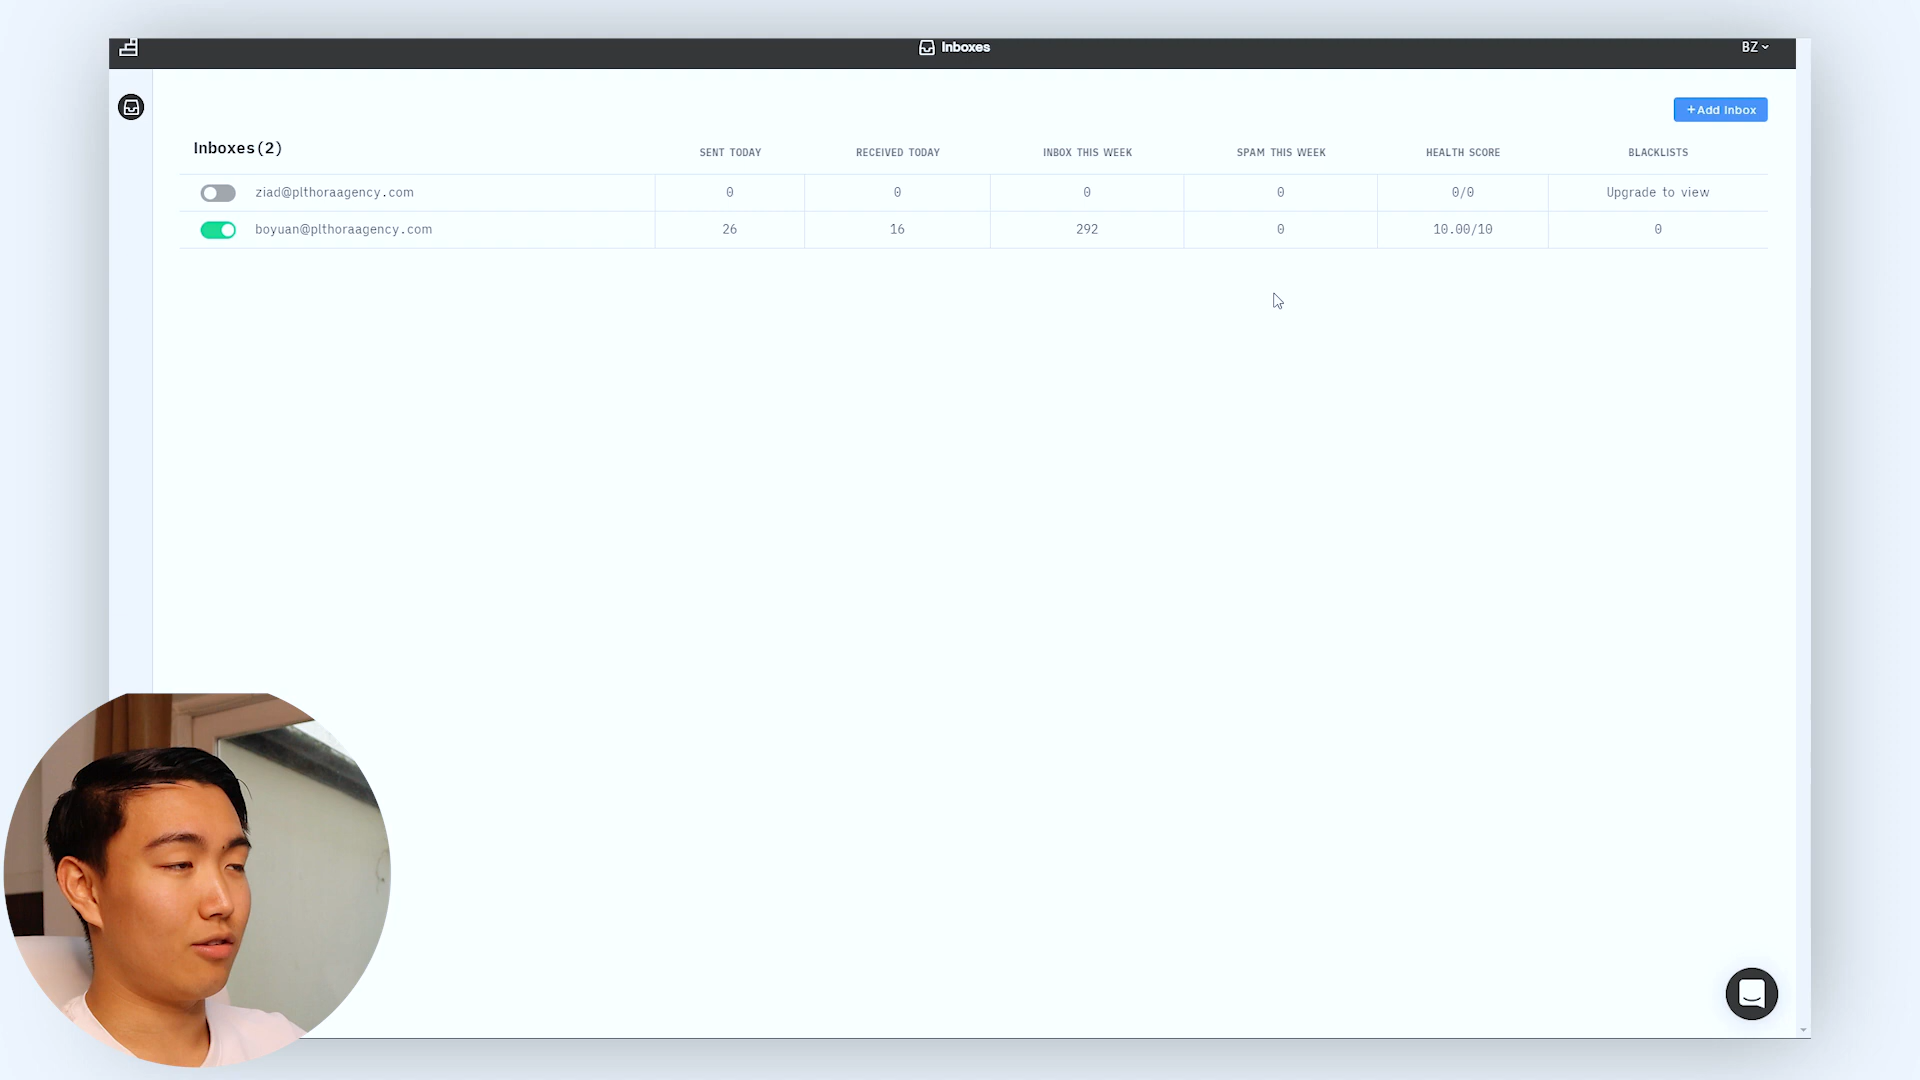 Inboxes
BZ
+Add Inbox
Inboxes(2)
SENT TODAY
RECEIVED TODAY
INBOX THIS WEEK
SPAM THIS WEEK
HEALTH SCORE
BLACKLISTS
ziad@plthoraagency.com
0
0
0
0
0/0
Upgrade to view
boyuan@plthoraagency.com
26
16
292
0
10.00/10
0